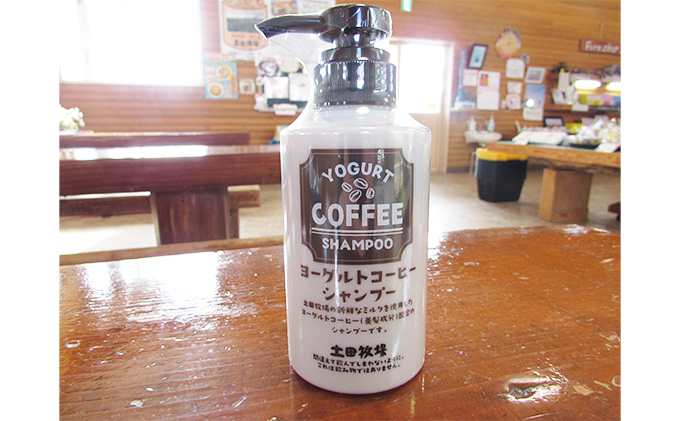 YOGURT
COFFEE
SHAMPOO
ヨーグルトコーヒー
シャンプー
土田牧場の新鮮なミルクを使用した
ヨーグルトコーヒー(養髪成分)配合の
シャンプーです。
土田牧場
間違えて飲んでしまわないように。
これは飲み物ではありません。